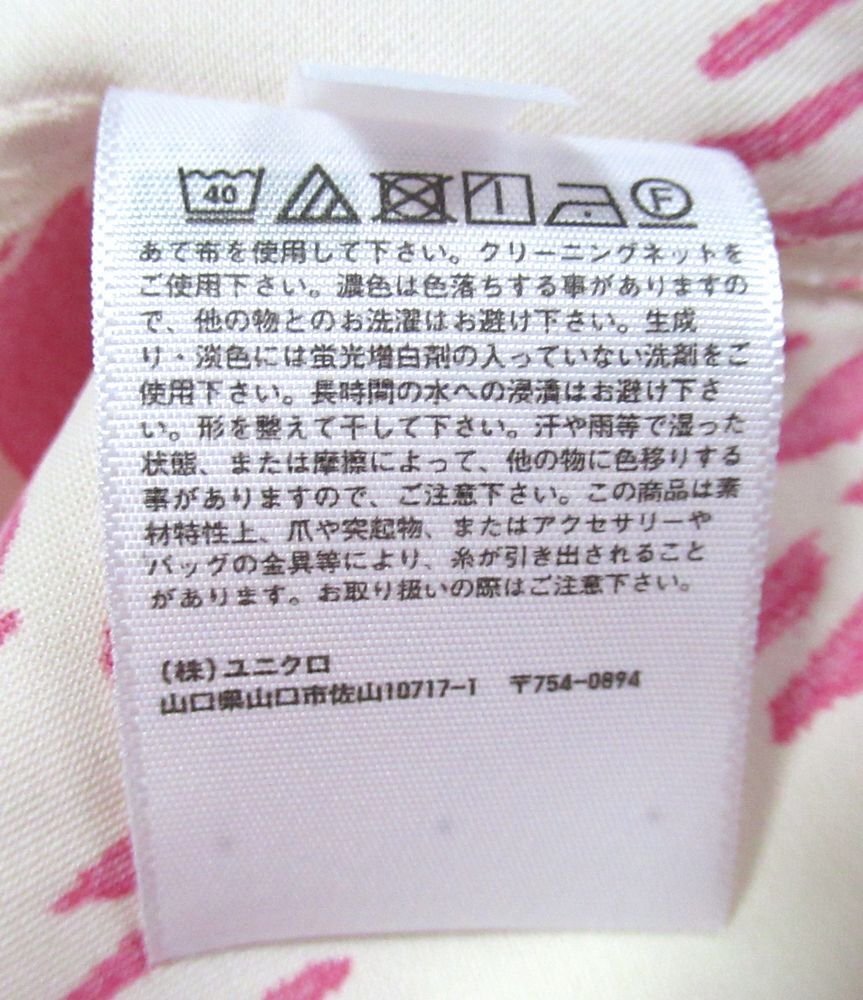 40
F
あて布を使用して下さい。クリーニングネットを
ご使用下さい。濃色は色落ちする事がありますの
で、他の物とのお洗濯はお避け下さい。生成
り・淡色には蛍光増白剤の入っていない洗剤をご
使用下さい。長時間の水への浸漬はお避け下さ
い。形を整えて干して下さい。汗や雨等で湿った
状態、または摩擦によって、他の物に色移りする
事がありますので、ご注意下さい。この商品は素
材特性上、爪や突起物、またはアクセサリーや
バッグの金具等により、糸が引き出されること
があります。お取り扱いの際はご注意下さい。
(株)ユニクロ
山口県山口市佐山10717-1 〒754-0894